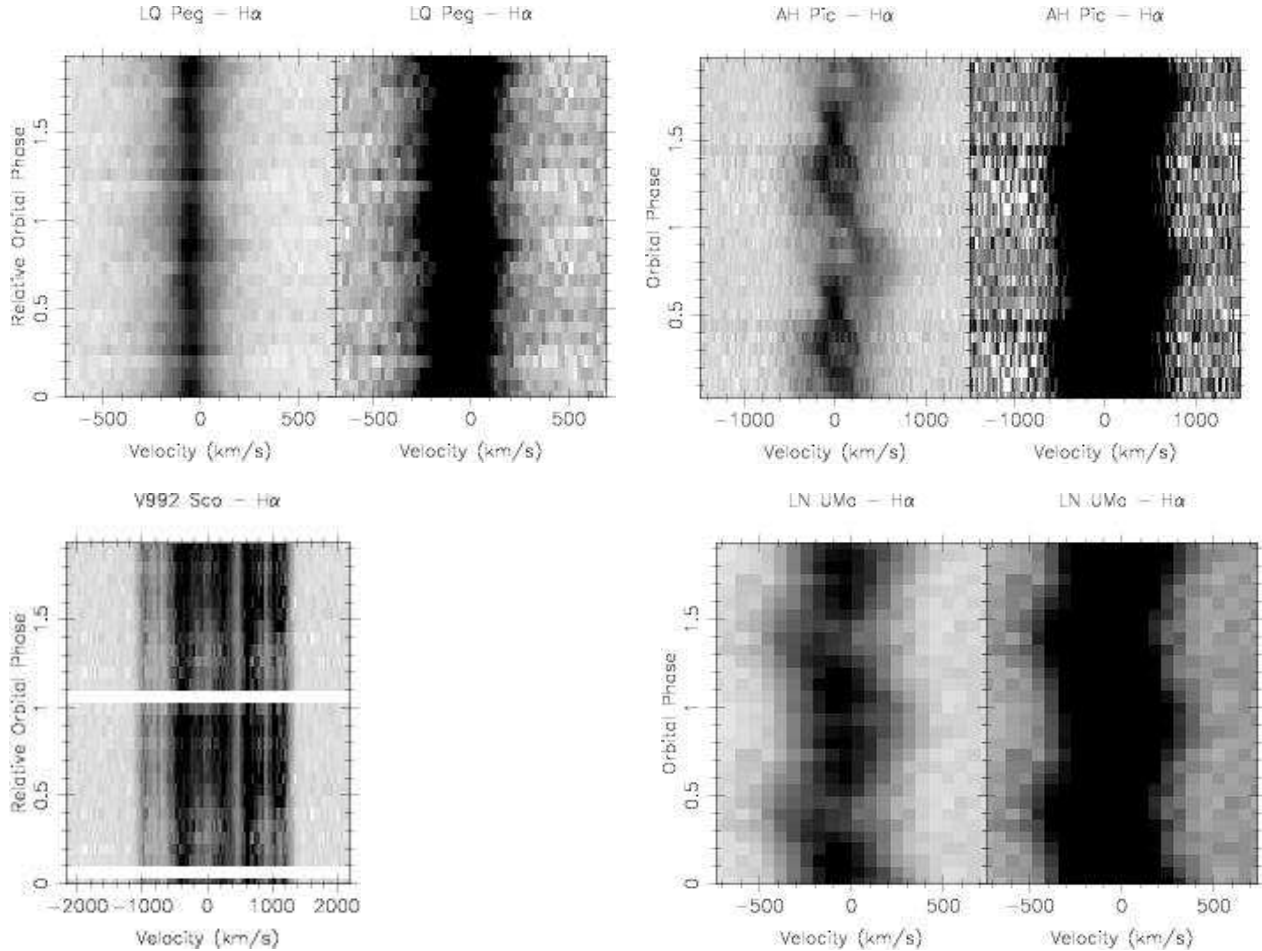 LQ Peg – Hα
LQ Peg – Hα
Relative Orbital Phase
0
0.5
1
1.5
−500
0
500
−500
0
500
Velocity (km/s)
Velocity (km/s)
AH Pic – Hα
AH Pic – Hα
Orbital Phase
0.5
1
1.5
−1000
0
1000
−1000
0
1000
Velocity (km/s)
Velocity (km/s)
V992 Sco – Hα
Relative Orbital Phase
0
0.5
1
1.5
−2000
−1000
0
1000
2000
Velocity (km/s)
LN UMa – Hα
LN UMa – Hα
Orbital Phase
0
0.5
1
1.5
−500
0
500
−500
0
500
Velocity (km/s)
Velocity (km/s)